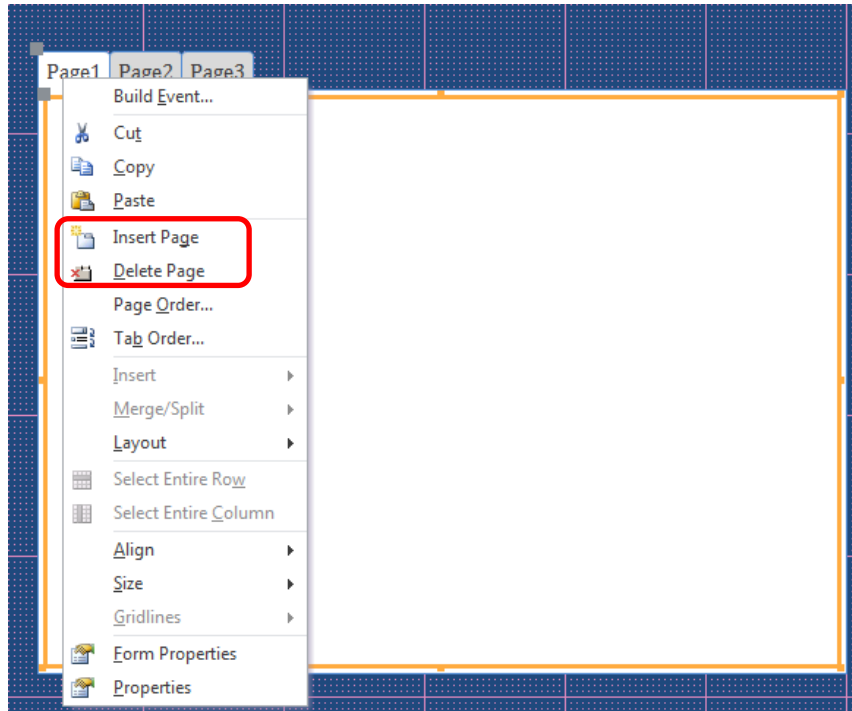 Page1 Page2 Page3
Build Event...
Cut
Copy
Paste
Insert Page
Delete Page
Page Order...
Tab Order...
Insert
Merge/Split
Layout
Select Entire Row
Select Entire Column
Align
Size
Gridlines
Form Properties
Properties